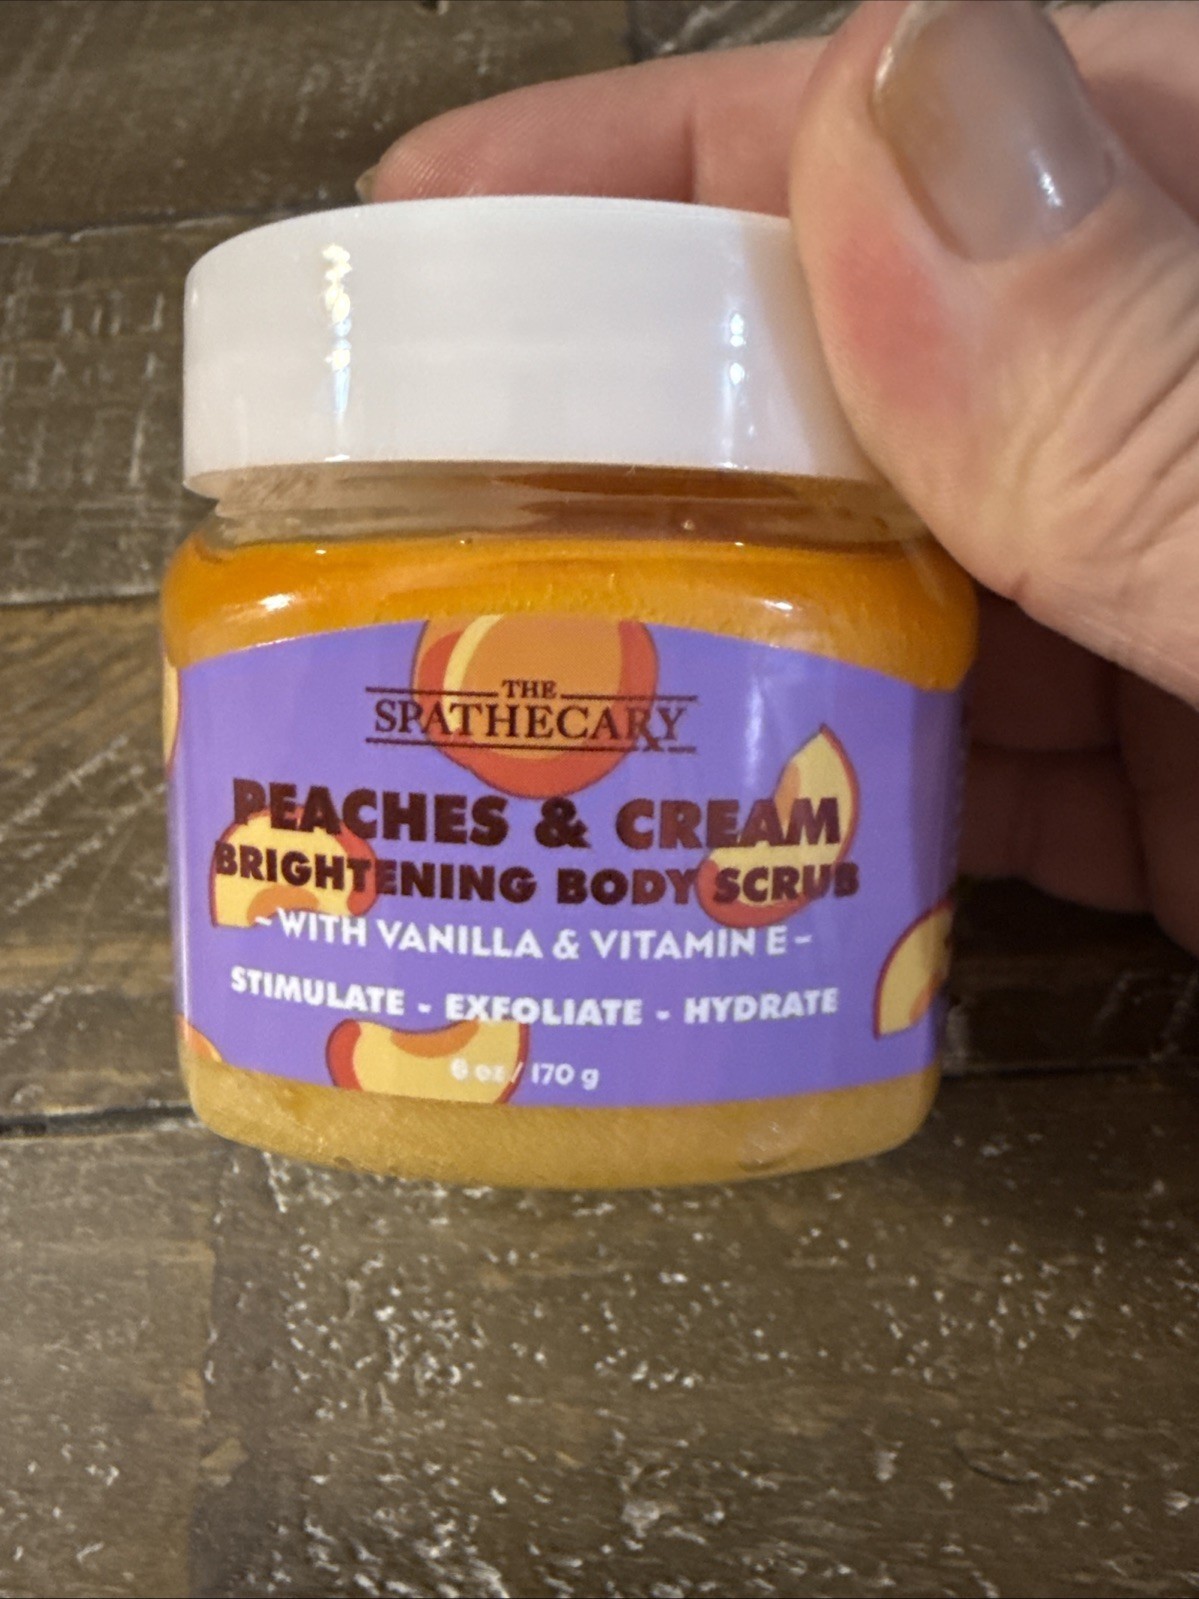 THE
SPATHECARY
PEACHES & CREAM
BRIGHTENING BODY SCRUB
~ WITH VANILLA & VITAMIN E ~
STIMULATE - EXFOLIATE - HYDRATE
6 oz / 170 g